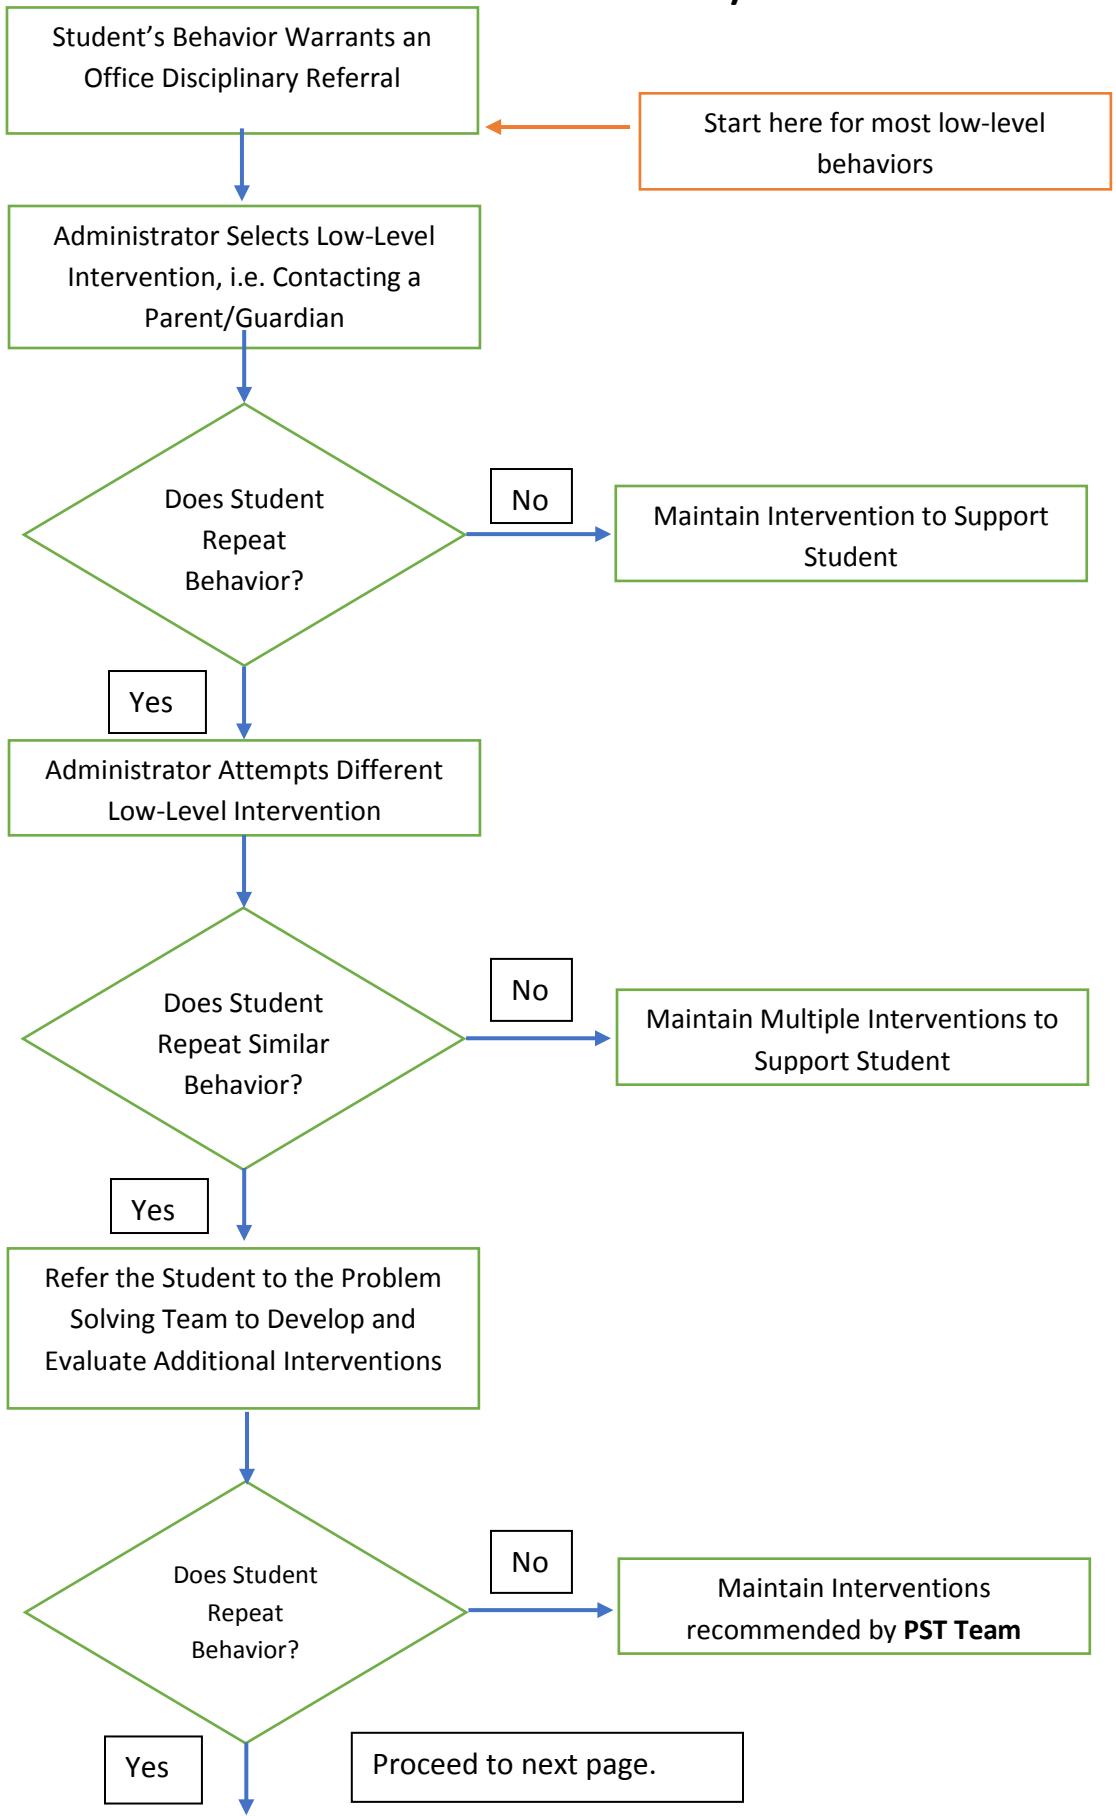 Student’s Behavior Warrants an
Office Disciplinary Referral
Start here for most low-level
behaviors
Administrator Selects Low-Level
Intervention, i.e. Contacting a
Parent/Guardian
Does Student
Repeat
Behavior?
No
Maintain Intervention to Support
Student
Yes
Administrator Attempts Different
Low-Level Intervention
Does Student
Repeat Similar
Behavior?
No
Maintain Multiple Interventions to
Support Student
Yes
Refer the Student to the Problem
Solving Team to Develop and
Evaluate Additional Interventions
Does Student
Repeat
Behavior?
No
Maintain Interventions
recommended by PST Team
Yes
Proceed to next page.